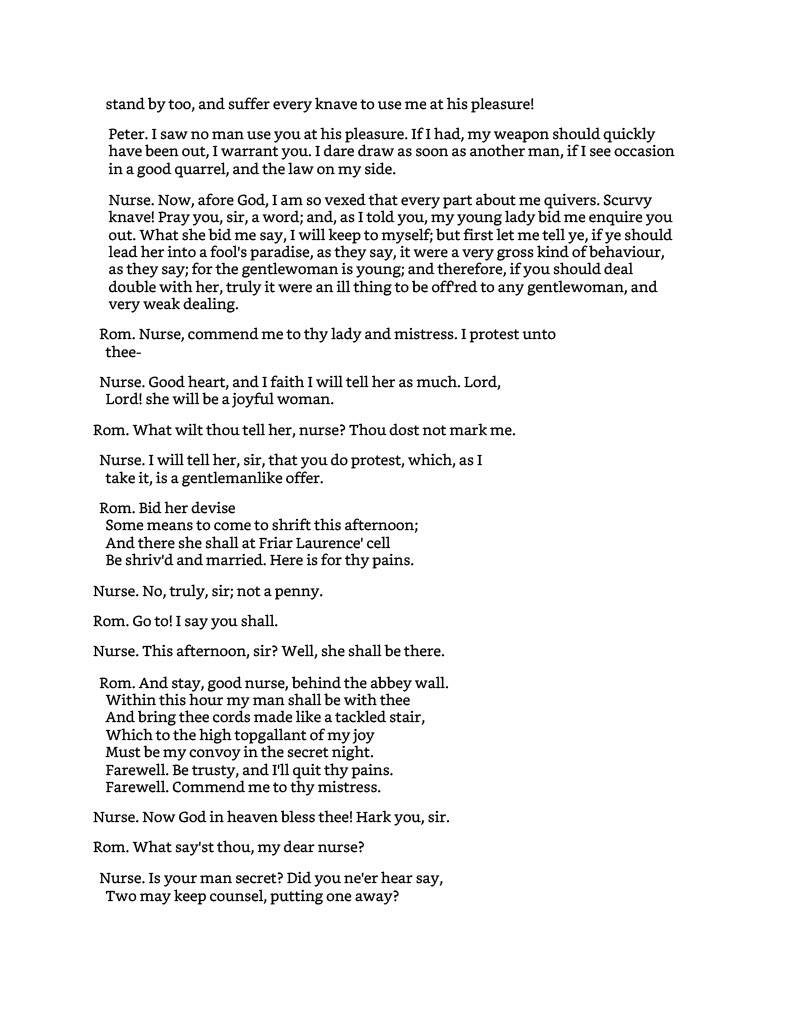 stand by too, and suffer every knave to use me at his pleasure!
Peter. I saw no man use you at his pleasure. If I had, my weapon should quickly
have been out, I warrant you. I dare draw as soon as another man, if I see occasion
in a good quarrel, and the law on my side.
Nurse. Now, afore God, I am so vexed that every part about me quivers. Scurvy
knave! Pray you, sir, a word; and, as I told you, my young lady bid me enquire you
out. What she bid me say, I will keep to myself; but first let me tell ye, if ye should
lead her into a fool's paradise, as they say, it were a very gross kind of behaviour,
as they say; for the gentlewoman is young; and therefore, if you should deal
double with her, truly it were an ill thing to be off'red to any gentlewoman, and
very weak dealing.
Rom. Nurse, commend me to thy lady and mistress. I protest unto
thee-
Nurse. Good heart, and I faith I will tell her as much. Lord,
Lord! she will be a joyful woman.
Rom. What wilt thou tell her, nurse? Thou dost not mark me.
Nurse. I will tell her, sir, that you do protest, which, as I
take it, is a gentlemanlike offer.
Rom. Bid her devise
Some means to come to shrift this afternoon;
And there she shall at Friar Laurence' cell
Be shriv'd and married. Here is for thy pains.
Nurse. No, truly, sir; not a penny.
Rom. Go to! I say you shall.
Nurse. This afternoon, sir? Well, she shall be there.
Rom. And stay, good nurse, behind the abbey wall.
Within this hour my man shall be with thee
And bring thee cords made like a tackled stair,
Which to the high topgallant of my joy
Must be my convoy in the secret night.
Farewell. Be trusty, and I'll quit thy pains.
Farewell. Commend me to thy mistress.
Nurse. Now God in heaven bless thee! Hark you, sir.
Rom. What say'st thou, my dear nurse?
Nurse. Is your man secret? Did you ne'er hear say,
Two may keep counsel, putting one away?